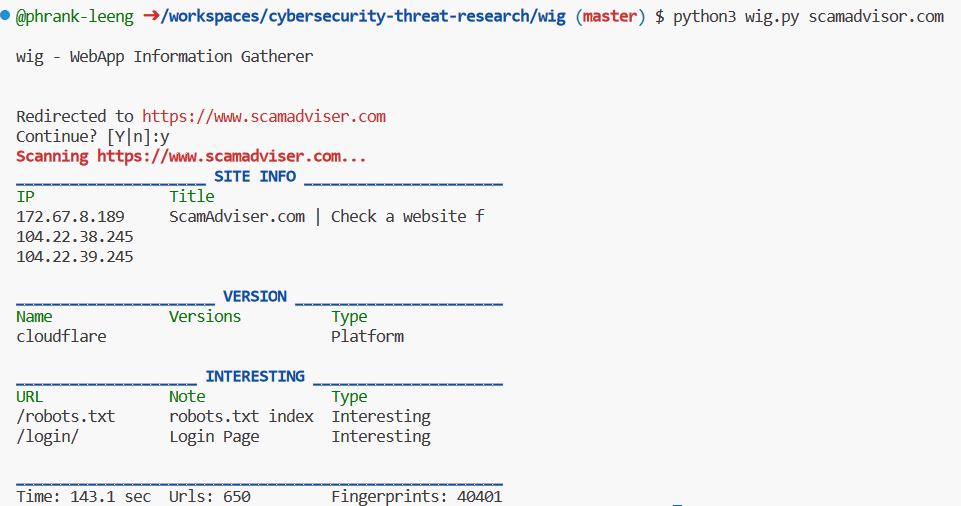 @phrank-leeng ➜/workspaces/cybersecurity-threat-research/wig (master) $ python3 wig.py scamadvisor.com
wig - WebApp Information Gatherer
Redirected to https://www.scamadviser.com
Continue? [Y|n]:y
Scanning https://www.scamadviser.com...
_____________________ SITE INFO ______________________
IP Title
172.67.8.189 ScamAdviser.com | Check a website f
104.22.38.245
104.22.39.245
______________________ VERSION _______________________
Name Versions Type
cloudflare Platform
____________________ INTERESTING _____________________
URL Note Type
/robots.txt robots.txt index Interesting
/login/ Login Page Interesting
______________________________________________________
Time: 143.1 sec Urls: 650 Fingerprints: 40401